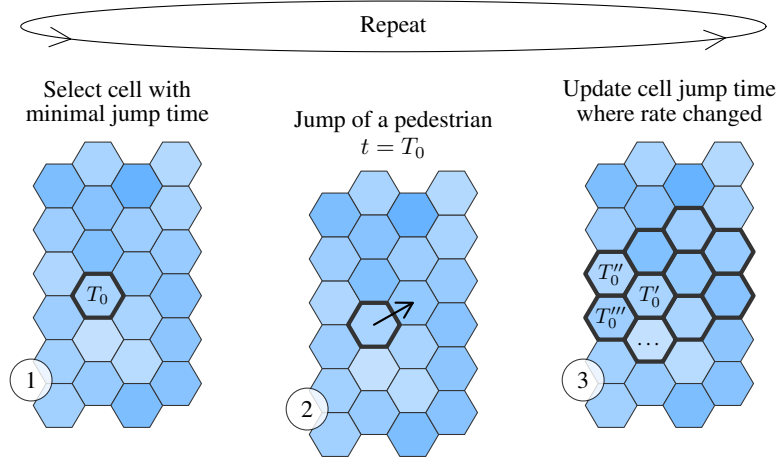 Repeat
Select cell with
minimal jump time
Jump of a pedestrian
t = T₀
Update cell jump time
where rate changed
T₀
T₀″
T₀′
T₀‴
...
1
2
3